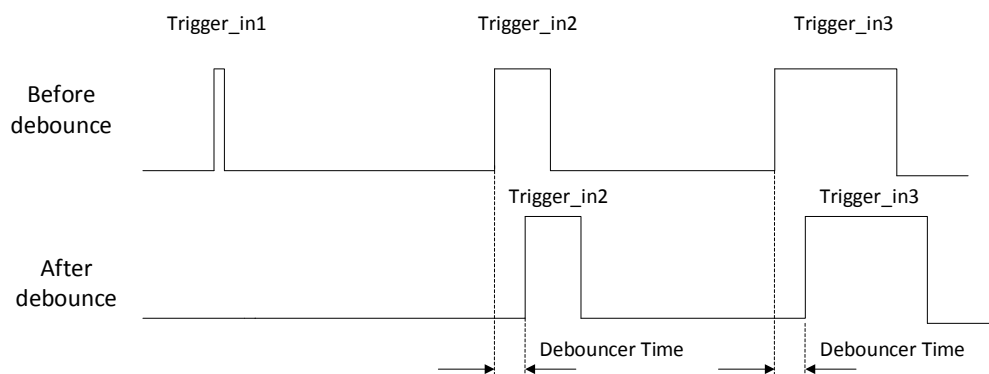 Trigger_in1
Trigger_in2
Trigger_in3
Before
debounce
Trigger_in2
Trigger_in3
After
debounce
Debouncer Time
Debouncer Time